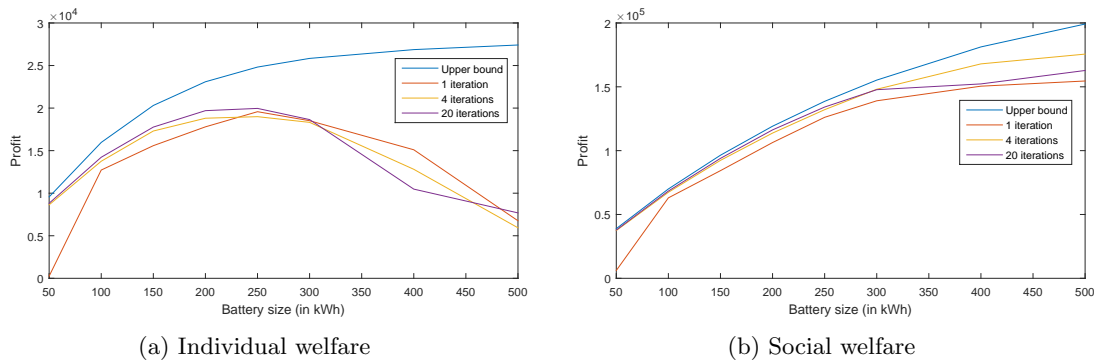 ×10⁴
3
2.5
2
1.5
1
0.5
0
Profit
50 100 150 200 250 300 350 400 450 500
Battery size (in kWh)
Upper bound
1 iteration
4 iterations
20 iterations
(a) Individual welfare
×10⁵
2
1.5
1
0.5
0
Profit
50 100 150 200 250 300 350 400 450 500
Battery size (in kWh)
Upper bound
1 iteration
4 iterations
20 iterations
(b) Social welfare